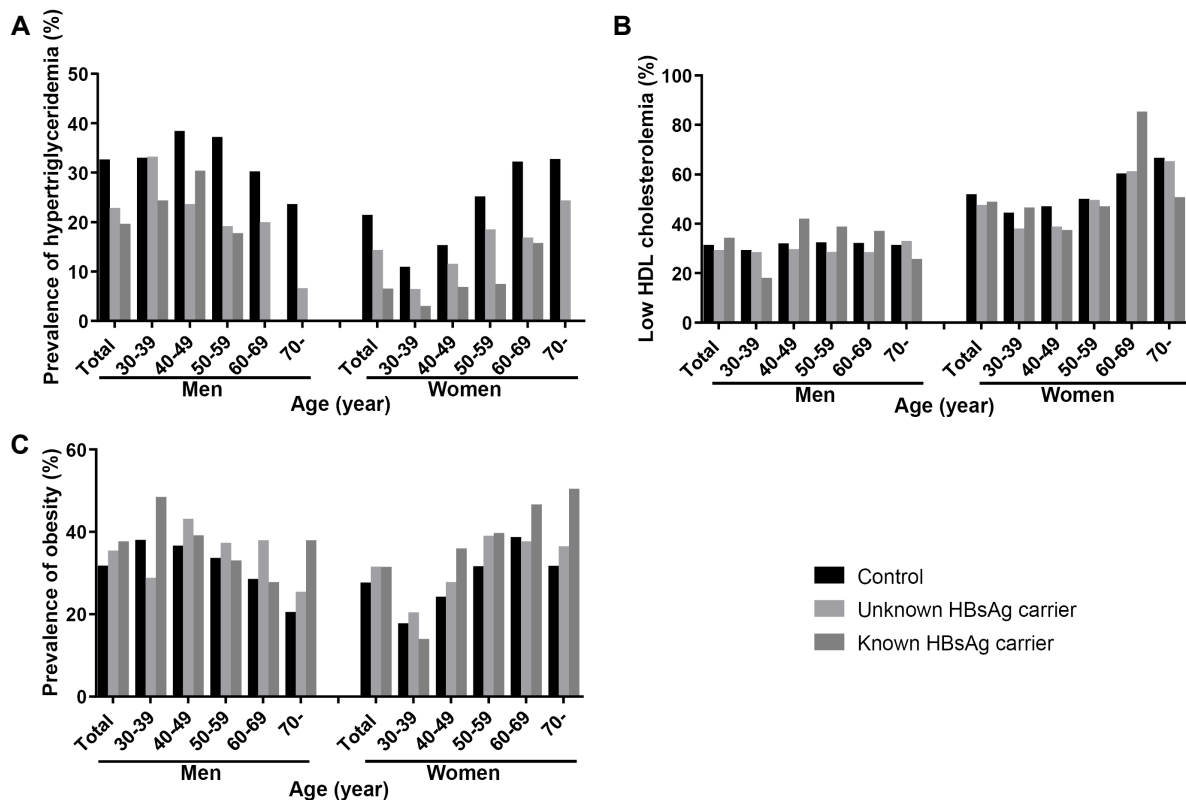 A
Prevalence of hypertriglyceridemia (%)
50
40
30
20
10
0
Total
30-39
40-49
50-59
60-69
70-
Total
30-39
40-49
50-59
60-69
70-
Men
Women
Age (year)
B
Low HDL cholesterolemia (%)
100
80
60
40
20
0
Total
30-39
40-49
50-59
60-69
70-
Total
30-39
40-49
50-59
60-69
70-
Men
Women
Age (year)
C
Prevalence of obesity (%)
60
40
20
0
Total
30-39
40-49
50-59
60-69
70-
Total
30-39
40-49
50-59
60-69
70-
Men
Women
Age (year)
Control
Unknown HBsAg carrier
Known HBsAg carrier